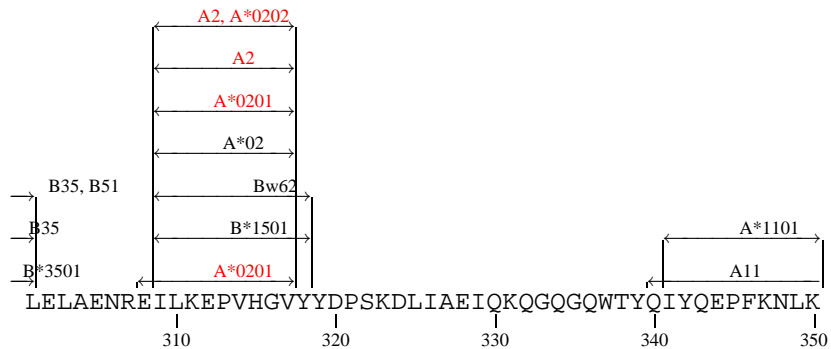 A2, A*0202
A2
A*0201
A*02
B35, B51 Bw62
B35 B*1501 A*1101
B*3501 A*0201 A11
LELAENREILKEPVHGVYYDPSKDLIAEIQKQGQGQWTYQIYQEPFKNLK
310 320 330 340 350